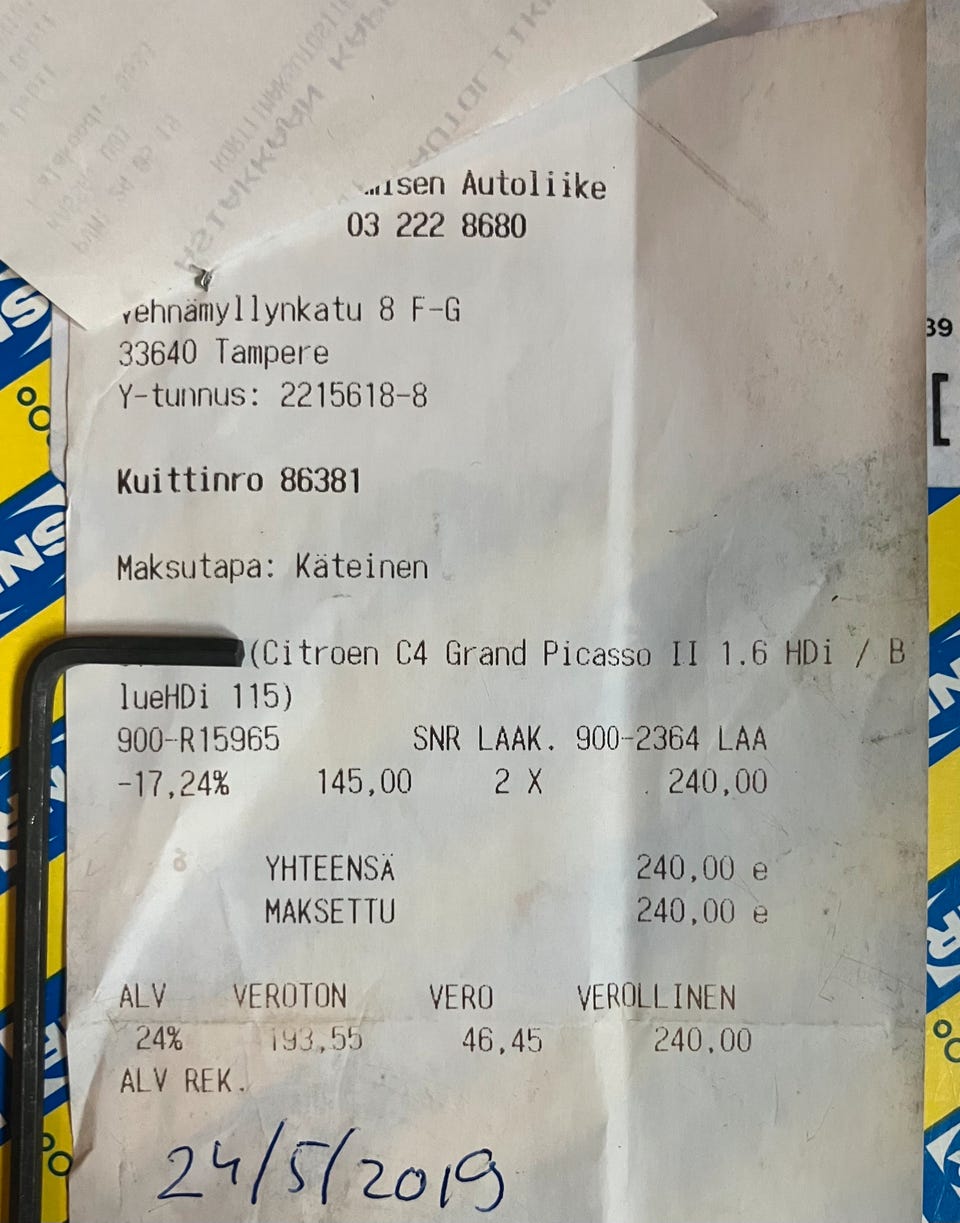 Autoliike
03 222 8680
Vehnämyllynkatu 8 F-G
33640 Tampere
Y-tunnus: 2215618-8
Kuittinro 86381
Maksutapa: Käteinen
(Citroen C4 Grand Picasso II 1.6 HDi / B
lueHDi 115)
900-R15965 SNR LAAK. 900-2364 LAA
-17,24% 145,00 2 X 240,00
YHTEENSÄ 240,00 e
MAKSETTU 240,00 e
ALV VEROTON VERO VEROLLINEN
24% 193,55 46,45 240,00
ALV REK.
24/5/2019
39
SNR